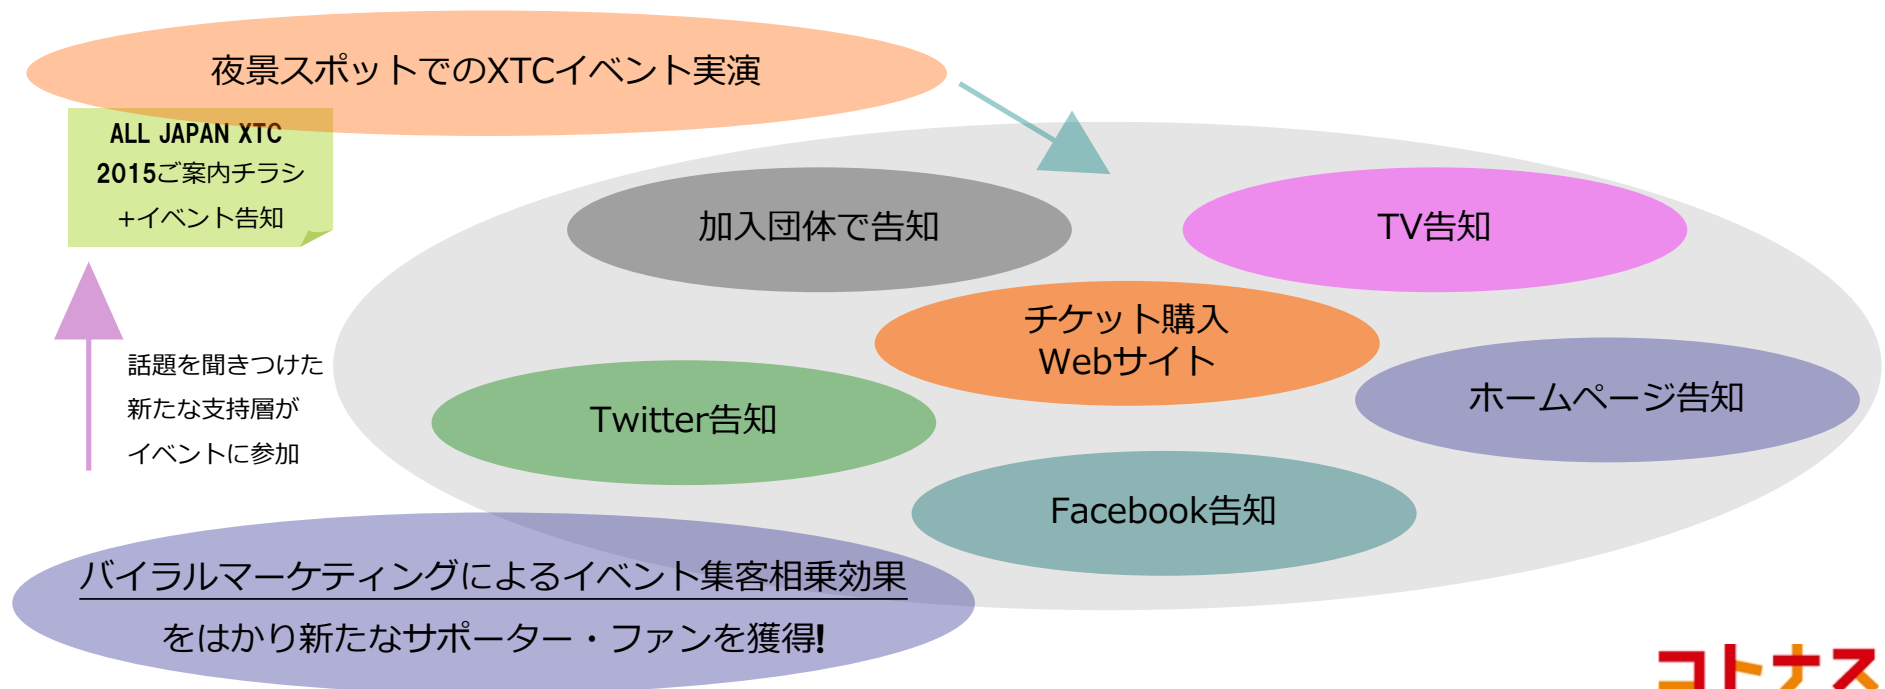 夜景スポットでのXTCイベント実演
ALL JAPAN XTC
2015ご案内チラシ
+イベント告知
加入団体で告知
TV告知
チケット購入
Webサイト
ホームページ告知
Twitter告知
Facebook告知
話題を聞きつけた
新たな支持層が
イベントに参加
バイラルマーケティングによるイベント集客相乗効果
をはかり新たなサポーター・ファンを獲得!
コトナス